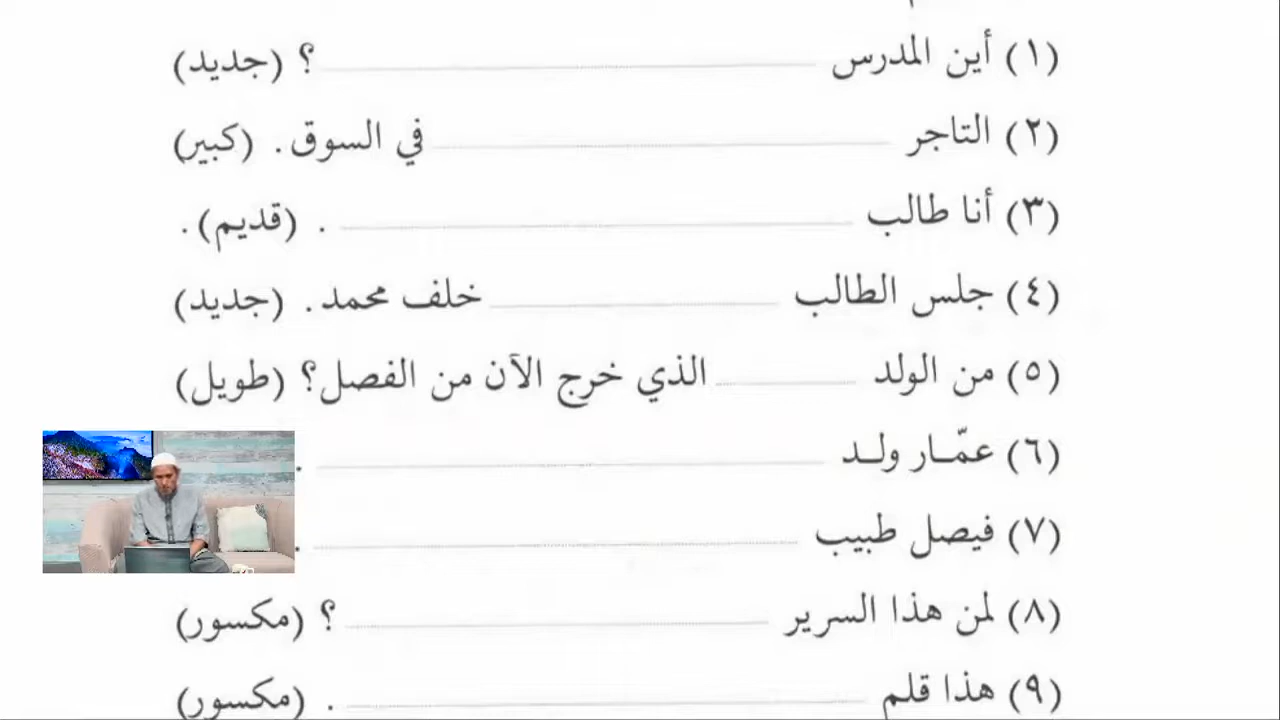 (١) أين المدرس ؟ (جديد)
(٢) التاجر في السوق . (كبير)
(٣) أنا طالب . (قديم) .
(٤) جلس الطالب خلف محمد . (جديد)
(٥) من الولد الذي خرج الآن من الفصل؟ (طويل)
(٦) عمّـار ولـد .
(٧) فيصل طبيب .
(٨) لمن هذا السرير ؟ (مكسور)
(٩) هذا قلم . (مكسور)